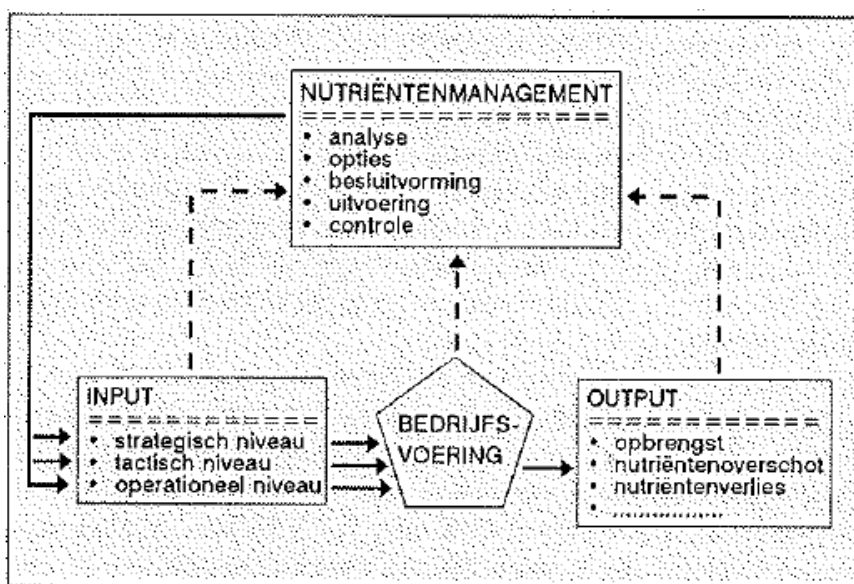 NUTRIËNTENMANAGEMENT
• analyse
• opties
• besluitvorming
• uitvoering
• controle
INPUT
• strategisch niveau
• tactisch niveau
• operationeel niveau
BEDRIJFS-
VOERING
OUTPUT
• opbrengst
• nutriëntenoverschot
• nutriëntenverlies
• ....................